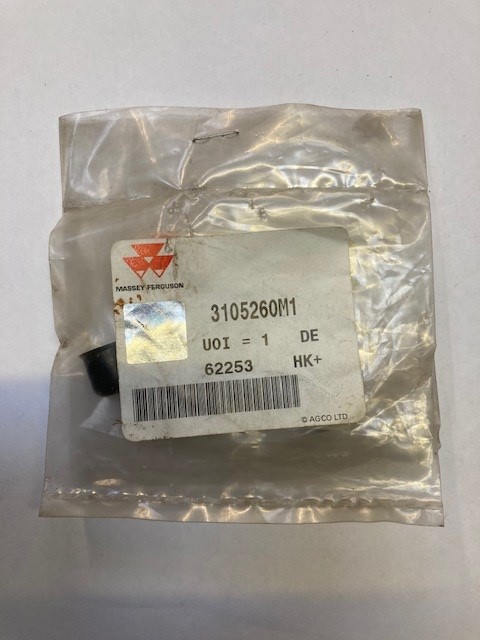 MASSEY FERGUSON
3105260M1
UOI = 1 DE
62253 HK+
© AGCO LTD